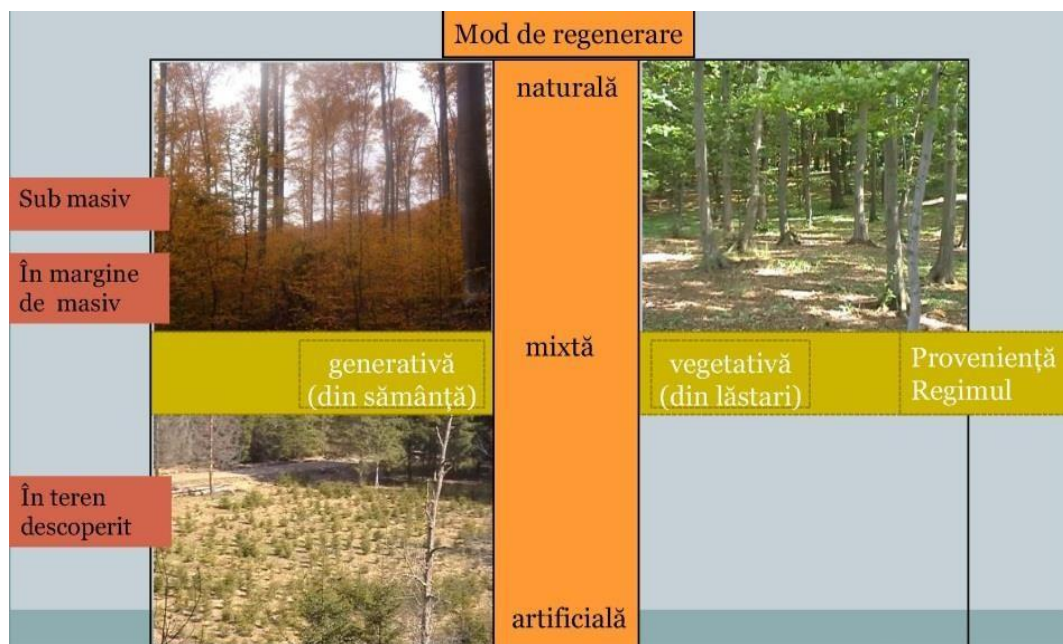 Mod de regenerare
naturală
Sub masiv
În margine
de masiv
mixtă
generativă
(din sămânță)
vegetativă
(din lăstari)
Proveniență
Regimul
În teren
descoperit
artificială